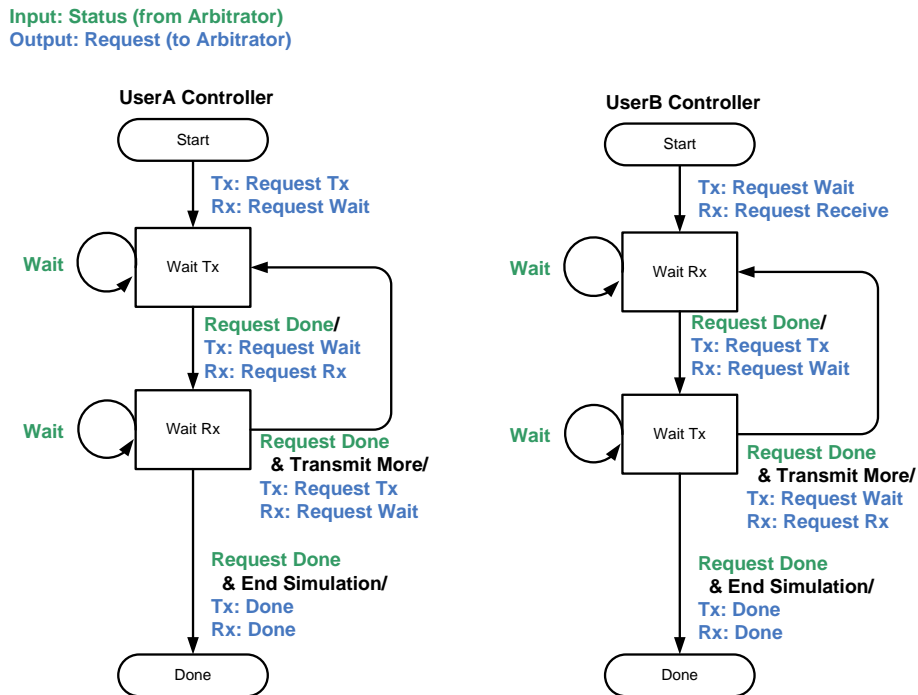 Input: Status (from Arbitrator)
Output: Request (to Arbitrator)
UserA Controller
Start
Tx: Request Tx
Rx: Request Wait
Wait
Wait Tx
Request Done/
Tx: Request Wait
Rx: Request Rx
Wait
Wait Rx
Request Done
& Transmit More/
Tx: Request Tx
Rx: Request Wait
Request Done
& End Simulation/
Tx: Done
Rx: Done
Done
UserB Controller
Start
Tx: Request Wait
Rx: Request Receive
Wait
Wait Rx
Request Done/
Tx: Request Tx
Rx: Request Wait
Wait
Wait Tx
Request Done
& Transmit More/
Tx: Request Wait
Rx: Request Rx
Request Done
& End Simulation/
Tx: Done
Rx: Done
Done